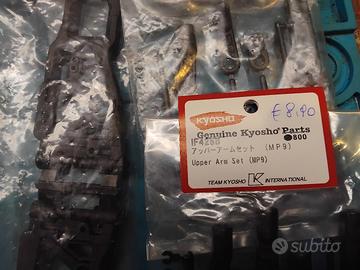 € 8,90
KYOSHO
Genuine Kyosho Parts
800
アッパーアームセット (MP9)
Upper Arm Set (MP9)
TEAM KYOSHO K INTERNATIONAL
subito